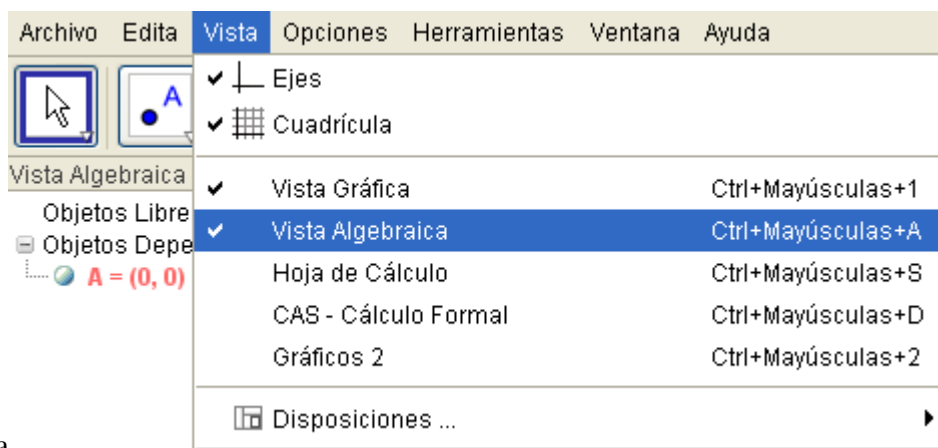 Archivo Edita Vista Opciones Herramientas Ventana Ayuda
A
Ejes
Cuadrícula
Vista Algebraica
Vista Gráfica Ctrl+Mayúsculas+1
Objetos Libre
Vista Algebraica Ctrl+Mayúsculas+A
Objetos Depe
A = (0, 0)
Hoja de Cálculo Ctrl+Mayúsculas+S
CAS - Cálculo Formal Ctrl+Mayúsculas+D
Gráficos 2 Ctrl+Mayúsculas+2
Disposiciones ...